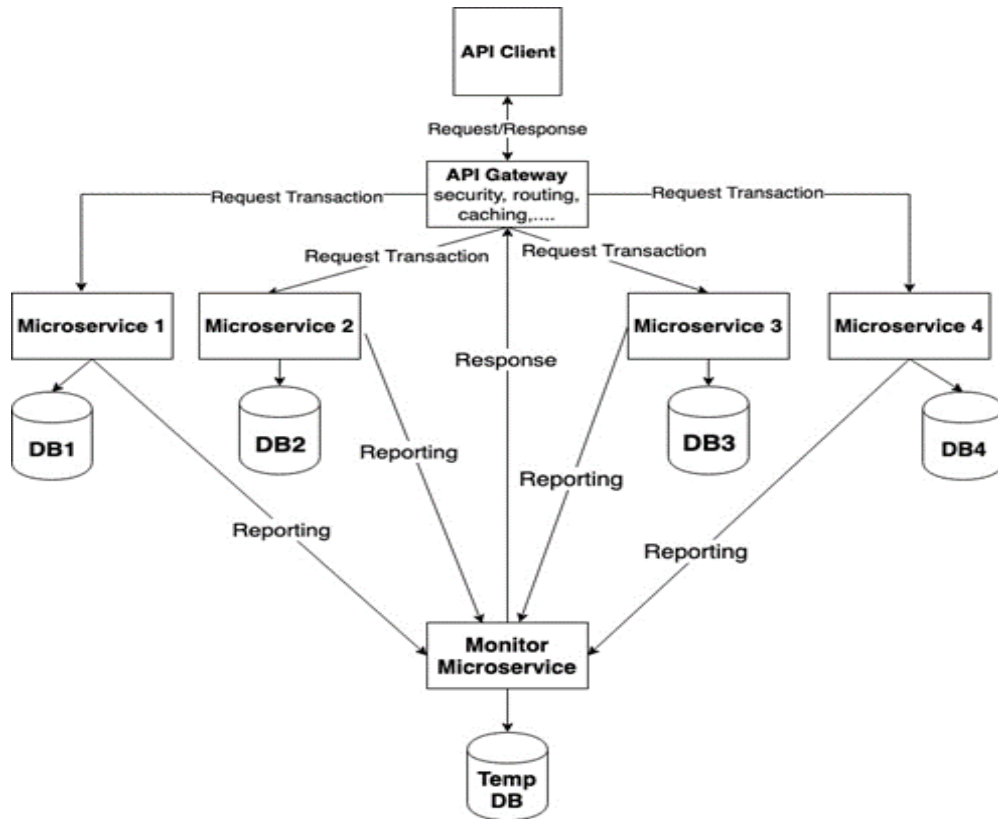 API Client
Request/Response
API Gateway
security, routing,
caching,....
Request Transaction
Request Transaction
Request Transaction
Request Transaction
Microservice 1
Microservice 2
Microservice 3
Microservice 4
Response
DB1
DB2
DB3
DB4
Reporting
Reporting
Reporting
Reporting
Monitor
Microservice
Temp
DB